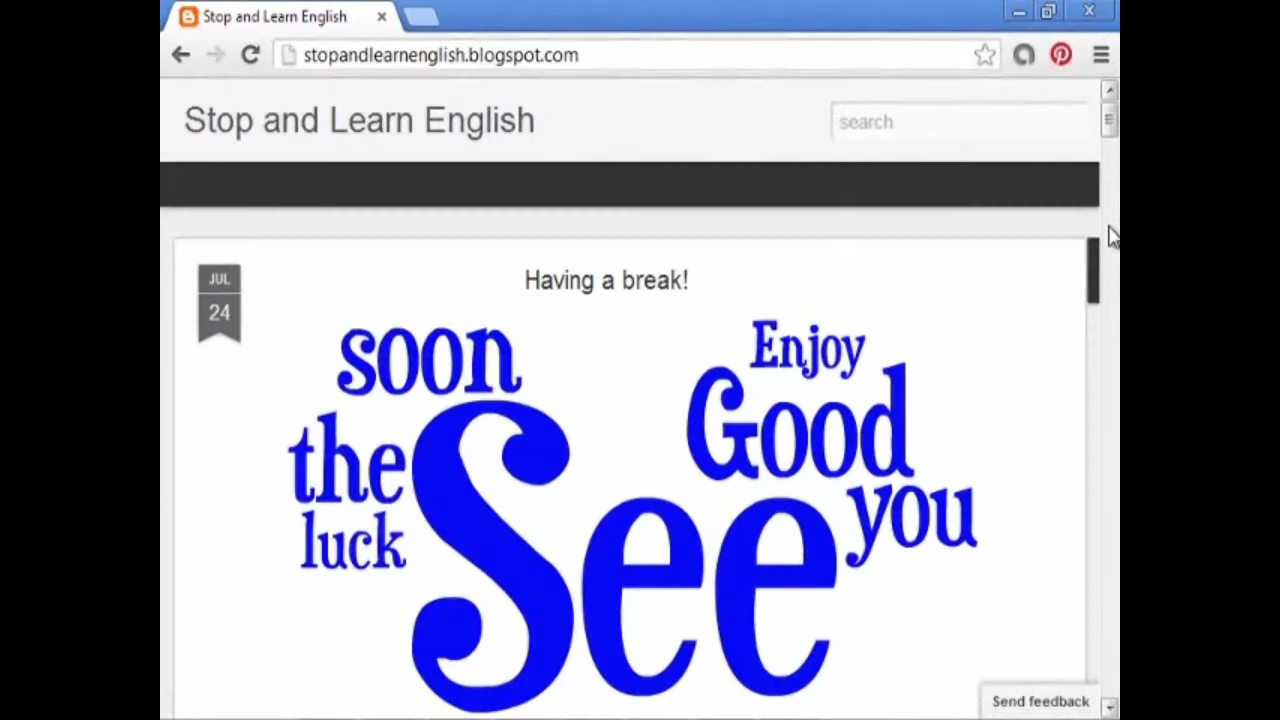 Stop and Learn English
stopandlearnenglish.blogspot.com
Stop and Learn English
search
JUL
24
Having a break!
soon
Enjoy
the
See
Good
luck
you
Send feedback